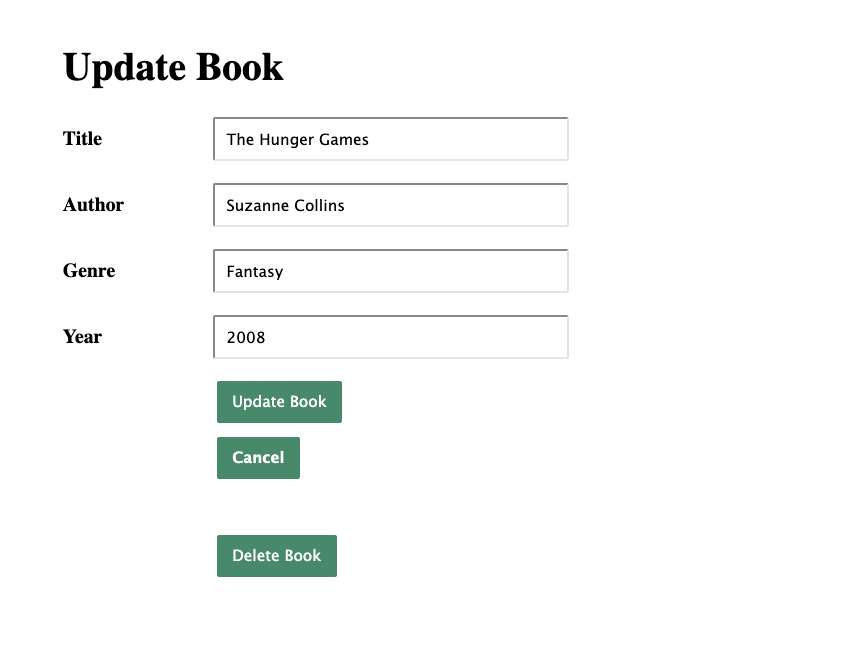 Update Book
Title The Hunger Games
Author Suzanne Collins
Genre Fantasy
Year 2008
Update Book
Cancel
Delete Book